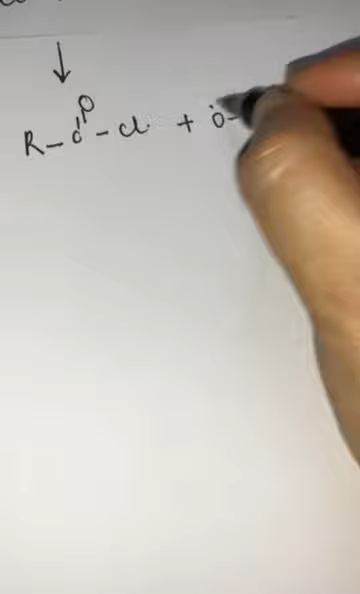 O
R-C-Cl + O-